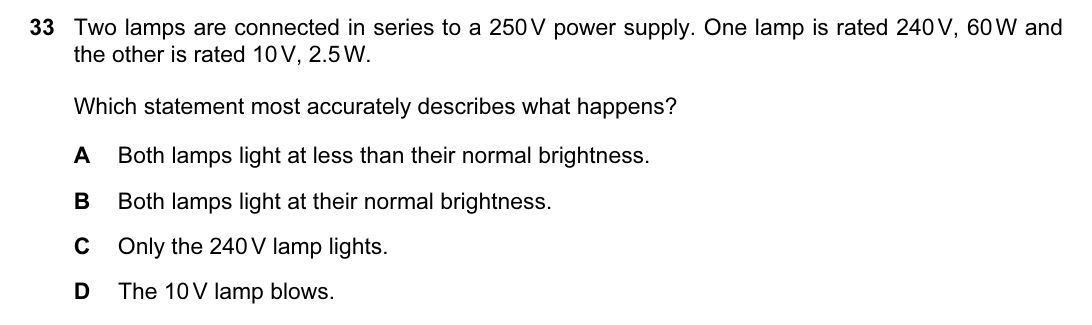 33 Two lamps are connected in series to a 250 V power supply. One lamp is rated 240 V, 60 W and
the other is rated 10 V, 2.5 W.
Which statement most accurately describes what happens?
A Both lamps light at less than their normal brightness.
B Both lamps light at their normal brightness.
C Only the 240 V lamp lights.
D The 10 V lamp blows.